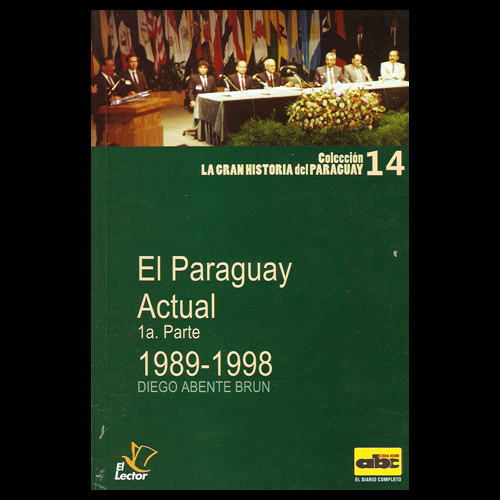 Colección
LA GRAN HISTORIA del PARAGUAY 14
El Paraguay
Actual
1a. Parte
1989-1998
DIEGO ABENTE BRUN
El
Lector
COLOR
abc
EL DIARIO COMPLETO